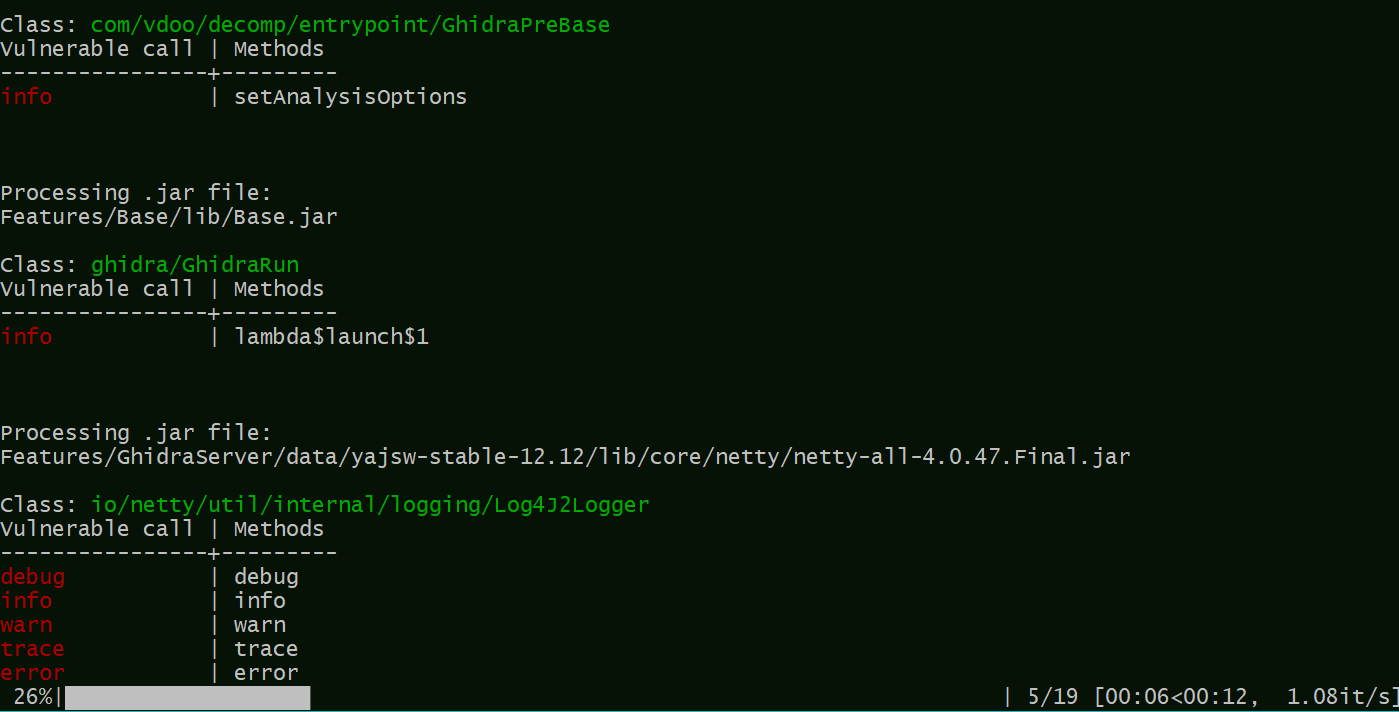 Class: com/vdoo/decomp/entrypoint/GhidraPreBase
Vulnerable call | Methods
----------------+---------
info            | setAnalysisOptions
Processing .jar file:
Features/Base/lib/Base.jar
Class: ghidra/GhidraRun
Vulnerable call | Methods
----------------+---------
info            | lambda$launch$1
Processing .jar file:
Features/GhidraServer/data/yajsw-stable-12.12/lib/core/netty/netty-all-4.0.47.Final.jar
Class: io/netty/util/internal/logging/Log4J2Logger
Vulnerable call | Methods
----------------+---------
debug           | debug
info            | info
warn            | warn
trace           | trace
error           | error
26%| | 5/19 [00:06<00:12,  1.08it/s]